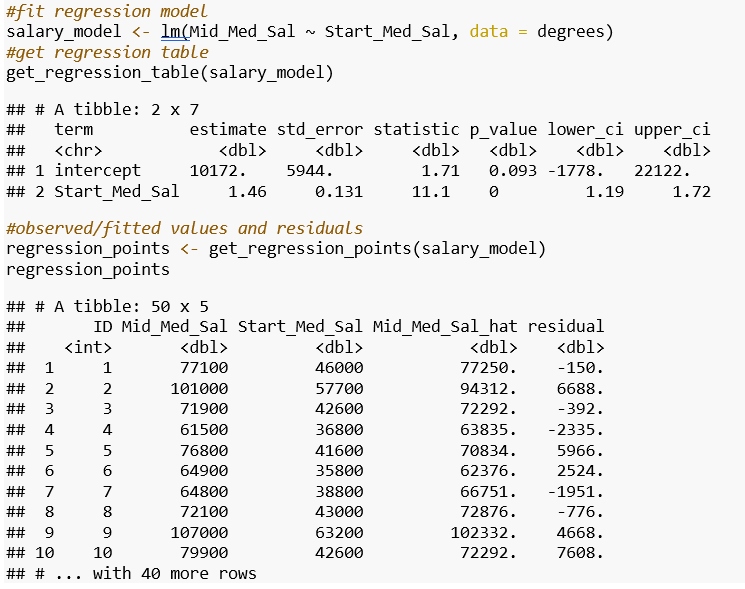 #fit regression model
salary_model <- lm(Mid_Med_Sal ~ Start_Med_Sal, data = degrees)
#get regression table
get_regression_table(salary_model)
## # A tibble: 2 x 7
##   term          estimate std_error statistic p_value lower_ci upper_ci
##   <chr>            <dbl>     <dbl>     <dbl>   <dbl>    <dbl>    <dbl>
## 1 intercept     10172.    5944.         1.71   0.093 -1778.   22122.
## 2 Start_Med_Sal     1.46     0.131     11.1    0         1.19     1.72
#observed/fitted values and residuals
regression_points <- get_regression_points(salary_model)
regression_points
## # A tibble: 50 x 5
##       ID Mid_Med_Sal Start_Med_Sal Mid_Med_Sal_hat residual
##    <int>       <dbl>         <dbl>           <dbl>    <dbl>
##  1     1       77100         46000          77250.    -150.
##  2     2      101000         57700          94312.    6688.
##  3     3       71900         42600          72292.    -392.
##  4     4       61500         36800          63835.   -2335.
##  5     5       76800         41600          70834.    5966.
##  6     6       64900         35800          62376.    2524.
##  7     7       64800         38800          66751.   -1951.
##  8     8       72100         43000          72876.    -776.
##  9     9      107000         63200         102332.    4668.
## 10    10       79900         42600          72292.    7608.
## # ... with 40 more rows